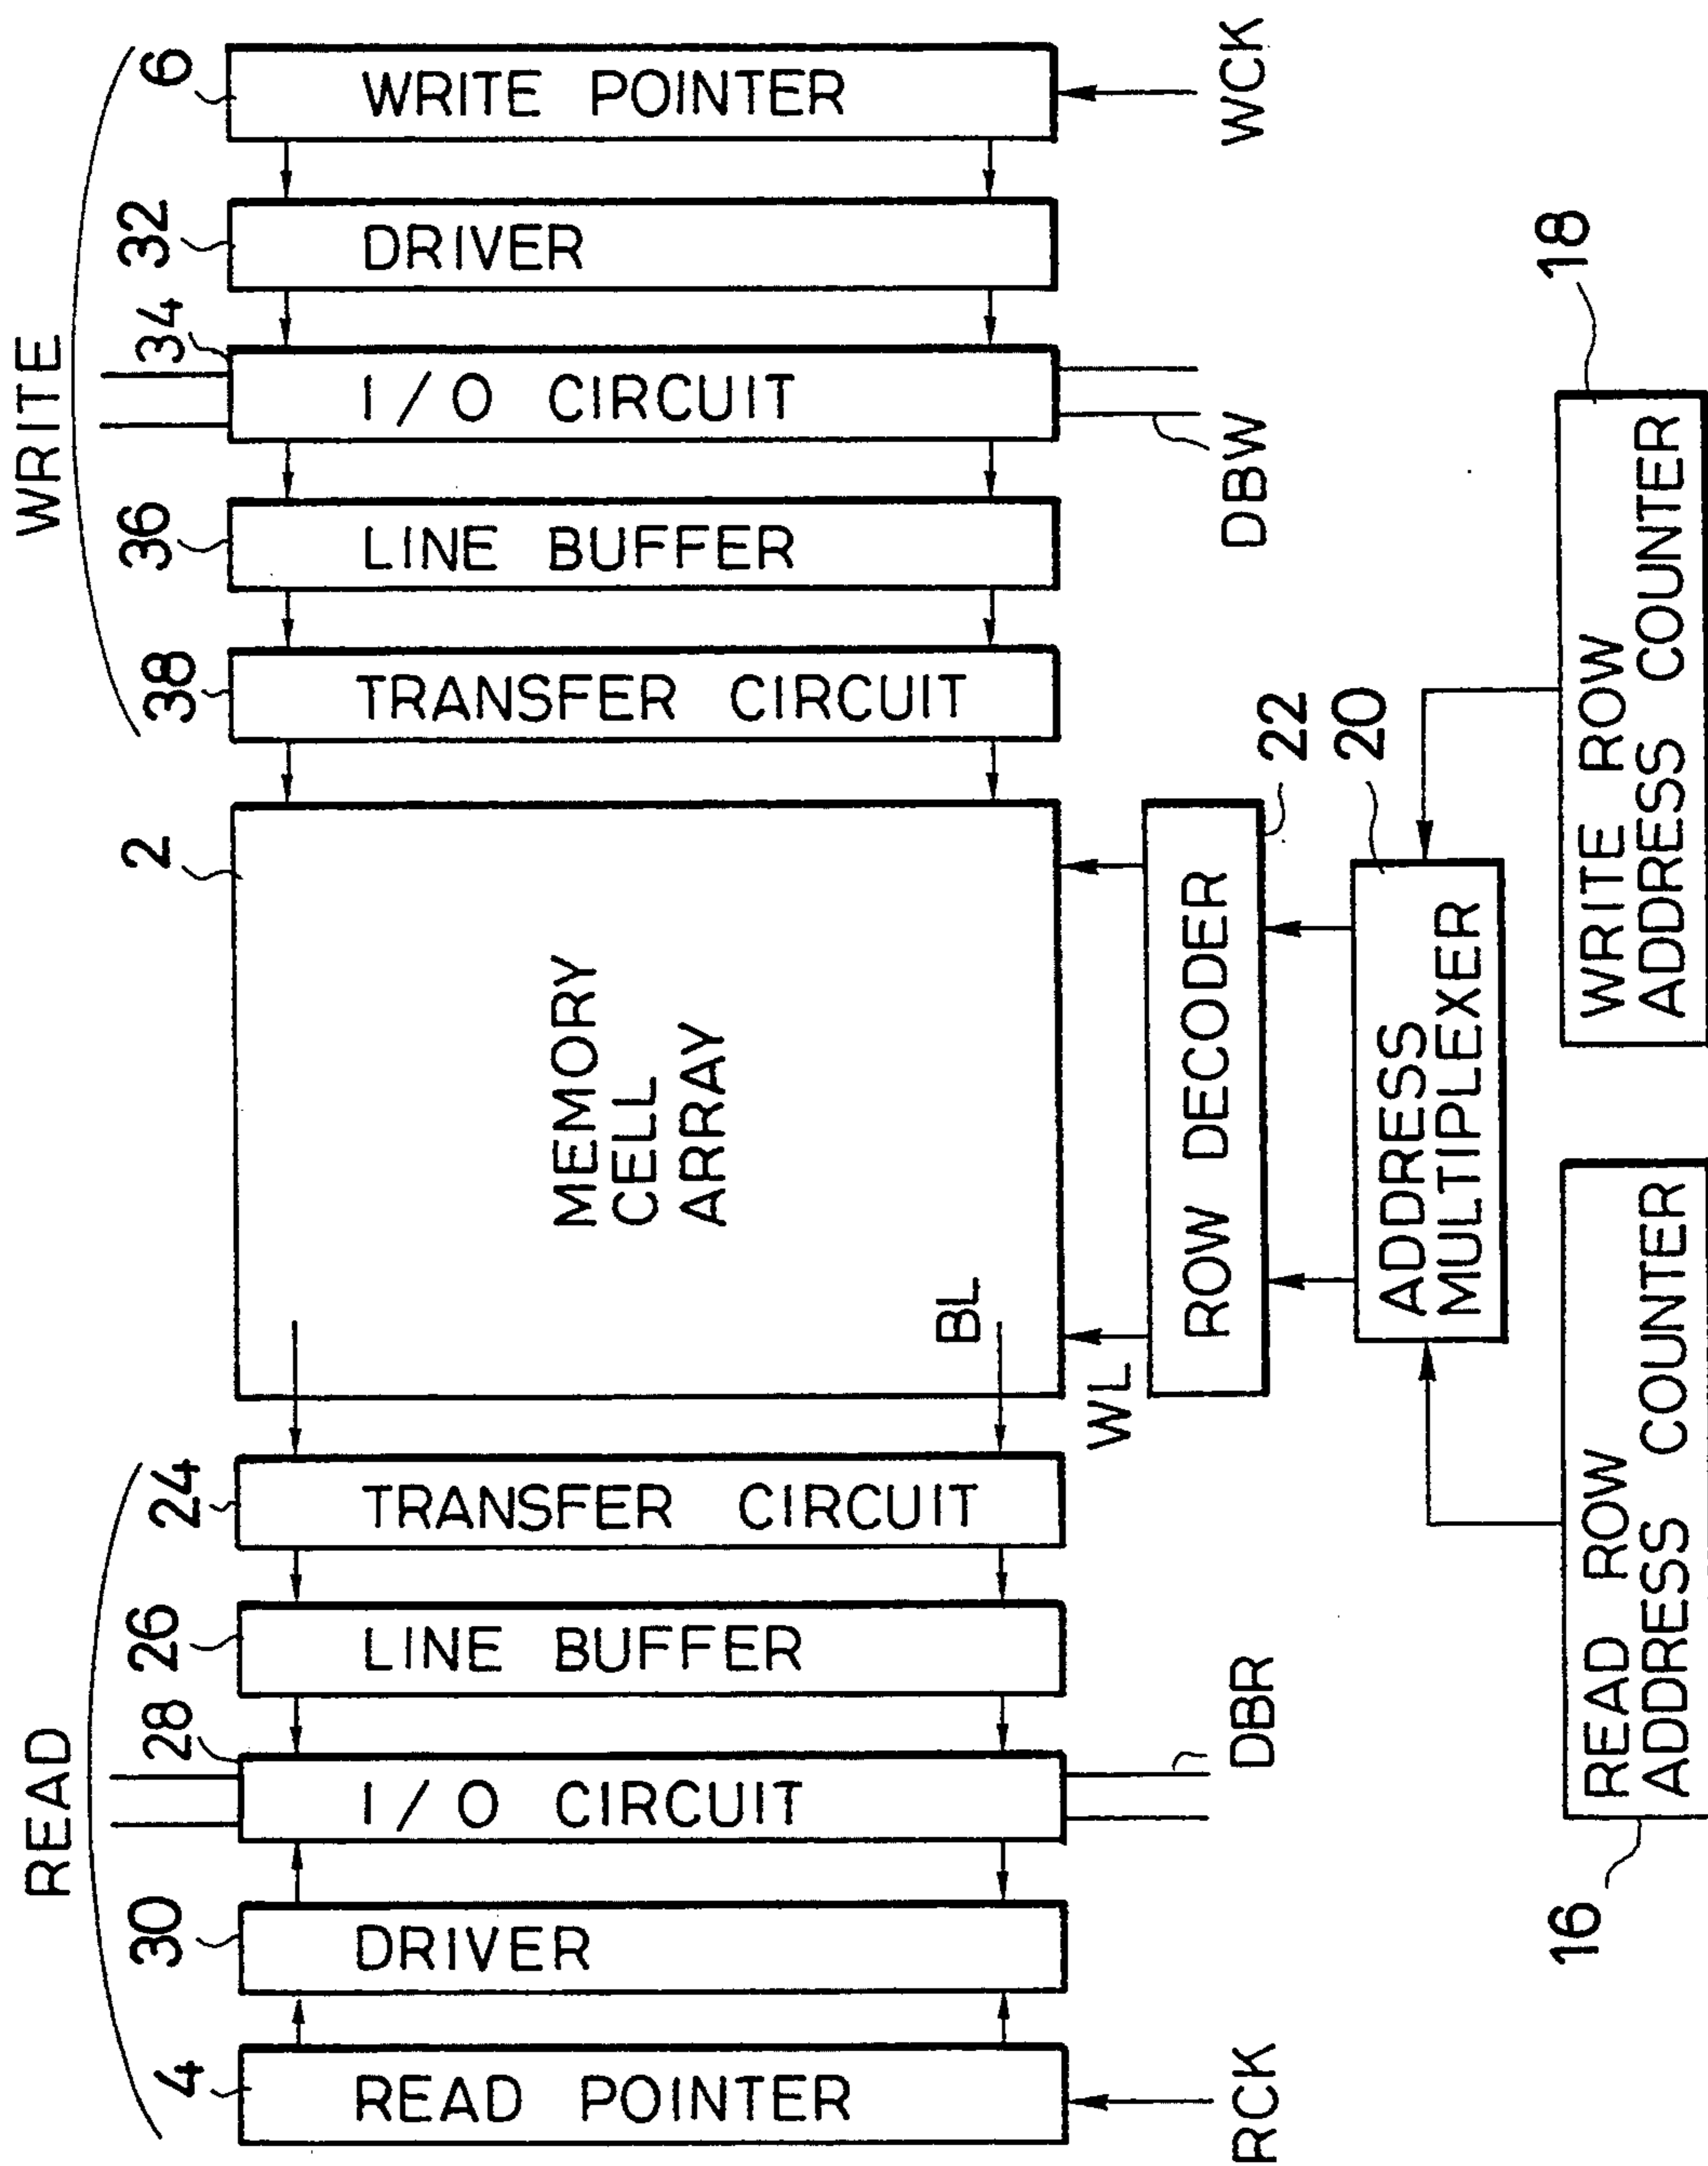 READ
WRITE
4
30
28
26
24
2
38
36
34
32
6
READ POINTER
DRIVER
I/O CIRCUIT
LINE BUFFER
TRANSFER CIRCUIT
MEMORY
CELL
ARRAY
BL
TRANSFER CIRCUIT
LINE BUFFER
I/O CIRCUIT
DRIVER
WRITE POINTER
RCK
DBR
WL
ROW DECODER
22
DBW
WCK
ADDRESS
MULTIPLEXER
20
16
READ ROW
ADDRESS COUNTER
WRITE ROW
ADDRESS COUNTER
18